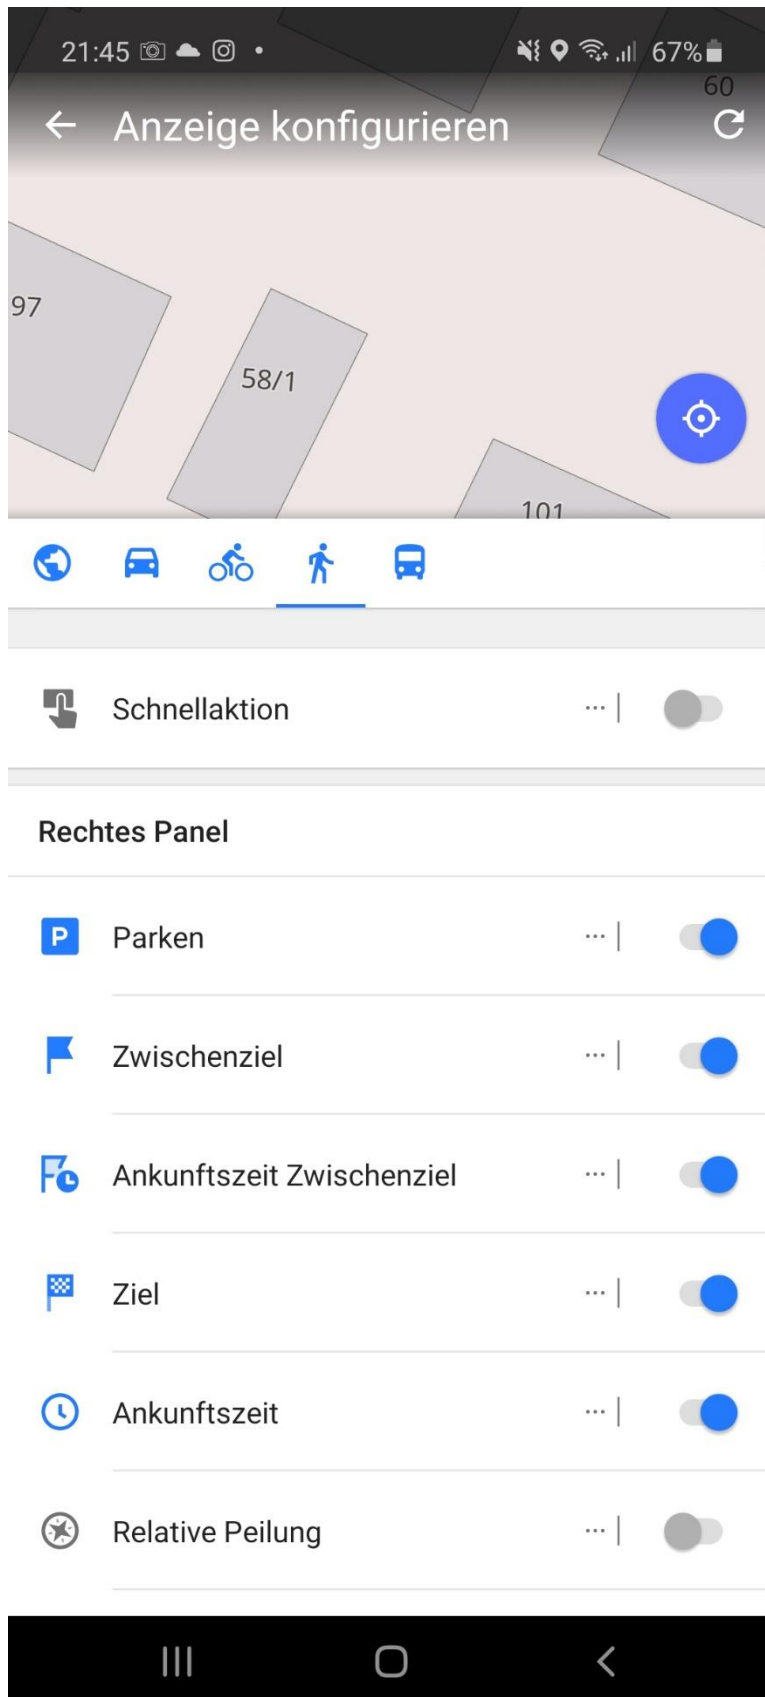 21:45
67%
60
Anzeige konfigurieren
97
58/1
101
Schnellaktion
Rechtes Panel
P Parken
Zwischenziel
Ankunftszeit Zwischenziel
Ziel
Ankunftszeit
Relative Peilung